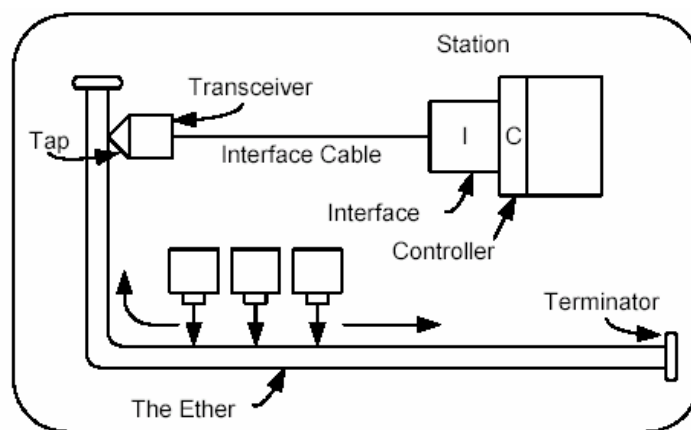 Station
Transceiver
Tap
Interface Cable
I
C
Interface
Controller
Terminator
The Ether